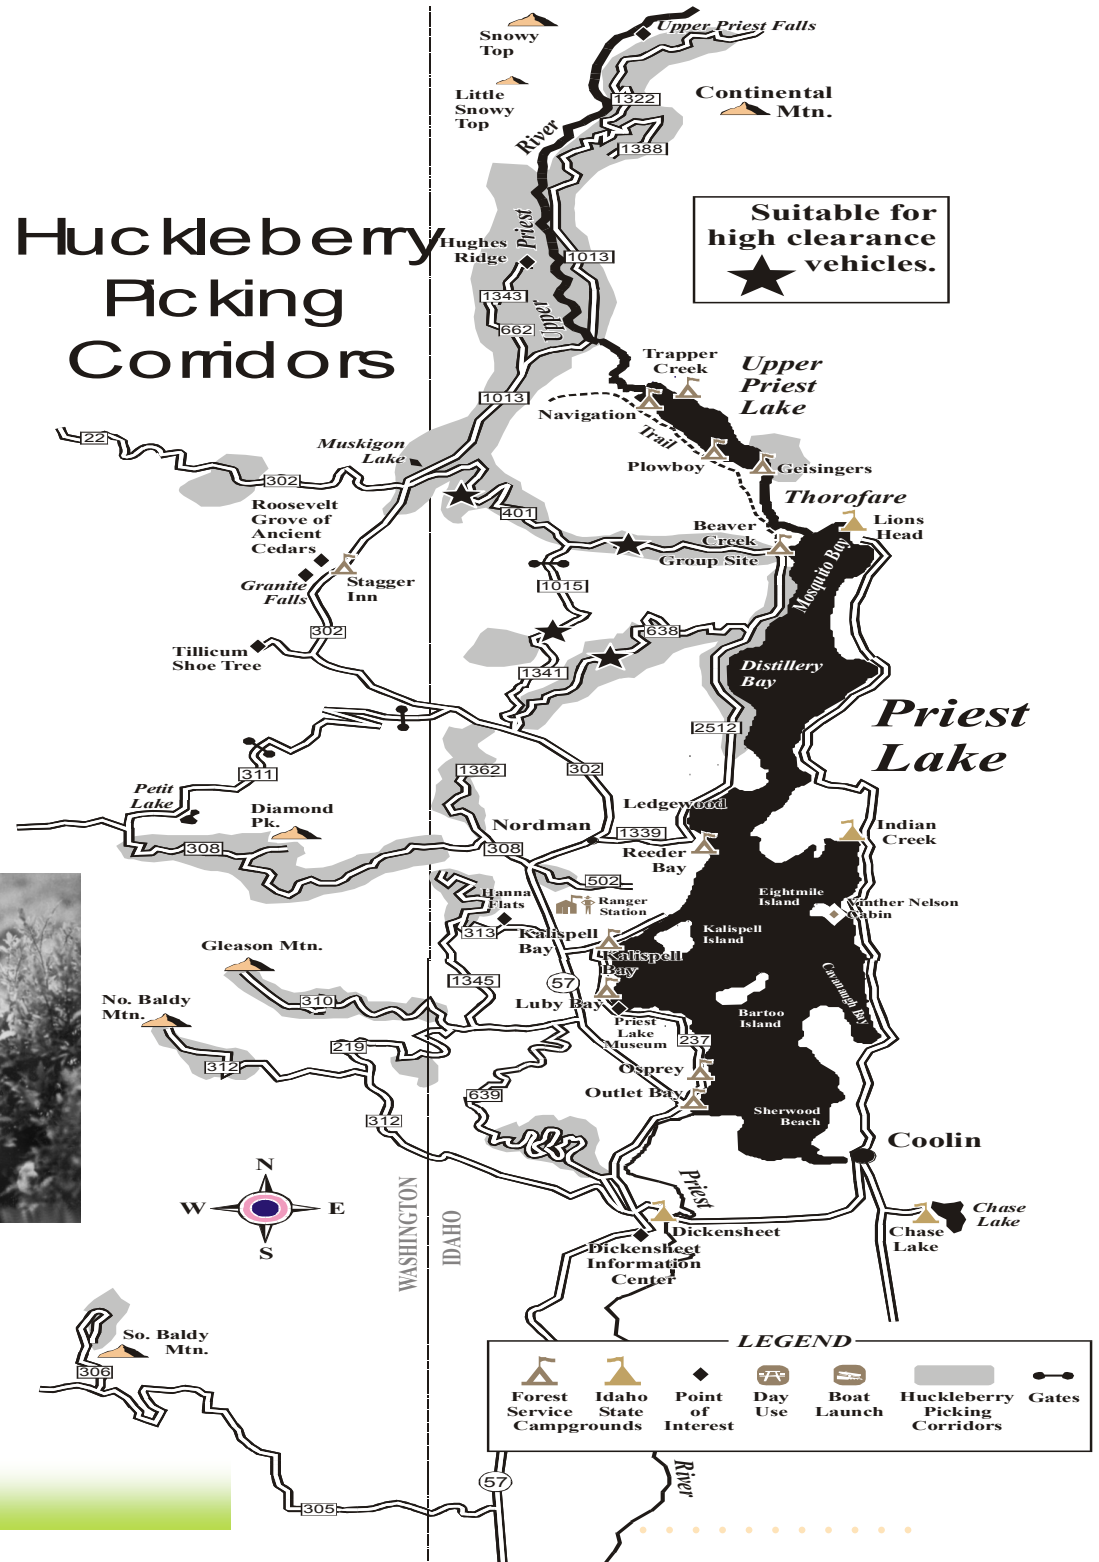 Snowy
Top
Upper Priest Falls
Little
Snowy
Top
Continental
Mtn.
1322
River
1388
Suitable for
high clearance
vehicles.
Huckleberry
Picking
Corridors
Hughes
Ridge
Priest
1013
1343
662
Upper
Trapper
Creek
Upper
Priest
Lake
1013
Navigation
Trail
22
Muskigon
Lake
Plowboy
Geisingers
302
Roosevelt
Grove of
Ancient
Cedars
401
Thorofare
Lions
Head
Beaver
Creek
Group Site
Mosquito Bay
Granite
Falls
Stagger
Inn
1015
302
638
Tillicum
Shoe Tree
1341
Distillery
Bay
2512
Priest
Lake
311
1362
302
Petit
Lake
Diamond
Pk.
Ledgewood
Nordman
1339
Indian
Creek
308
308
Reeder
Bay
502
Hanna
Flats
Ranger
Station
Eightmile
Island
Vinther Nelson
Cabin
313
Kalispell
Bay
Kalispell
Island
Gleason Mtn.
Kalispell
Bay
Cavanaugh Bay
1345
57
No. Baldy
Mtn.
310
Luby Bay
Bartoo
Island
Priest
Lake
Museum
237
219
312
Osprey
639
Outlet Bay
312
Sherwood
Beach
Coolin
N
W
E
S
WASHINGTON
IDAHO
Priest
Dickensheet
Chase
Lake
Chase
Lake
Dickensheet
Information
Center
So. Baldy
Mtn.
306
LEGEND
Forest
Service
Idaho
State
Campgrounds
Point
of
Interest
Day
Use
Boat
Launch
Huckleberry
Picking
Corridors
Gates
57
River
305